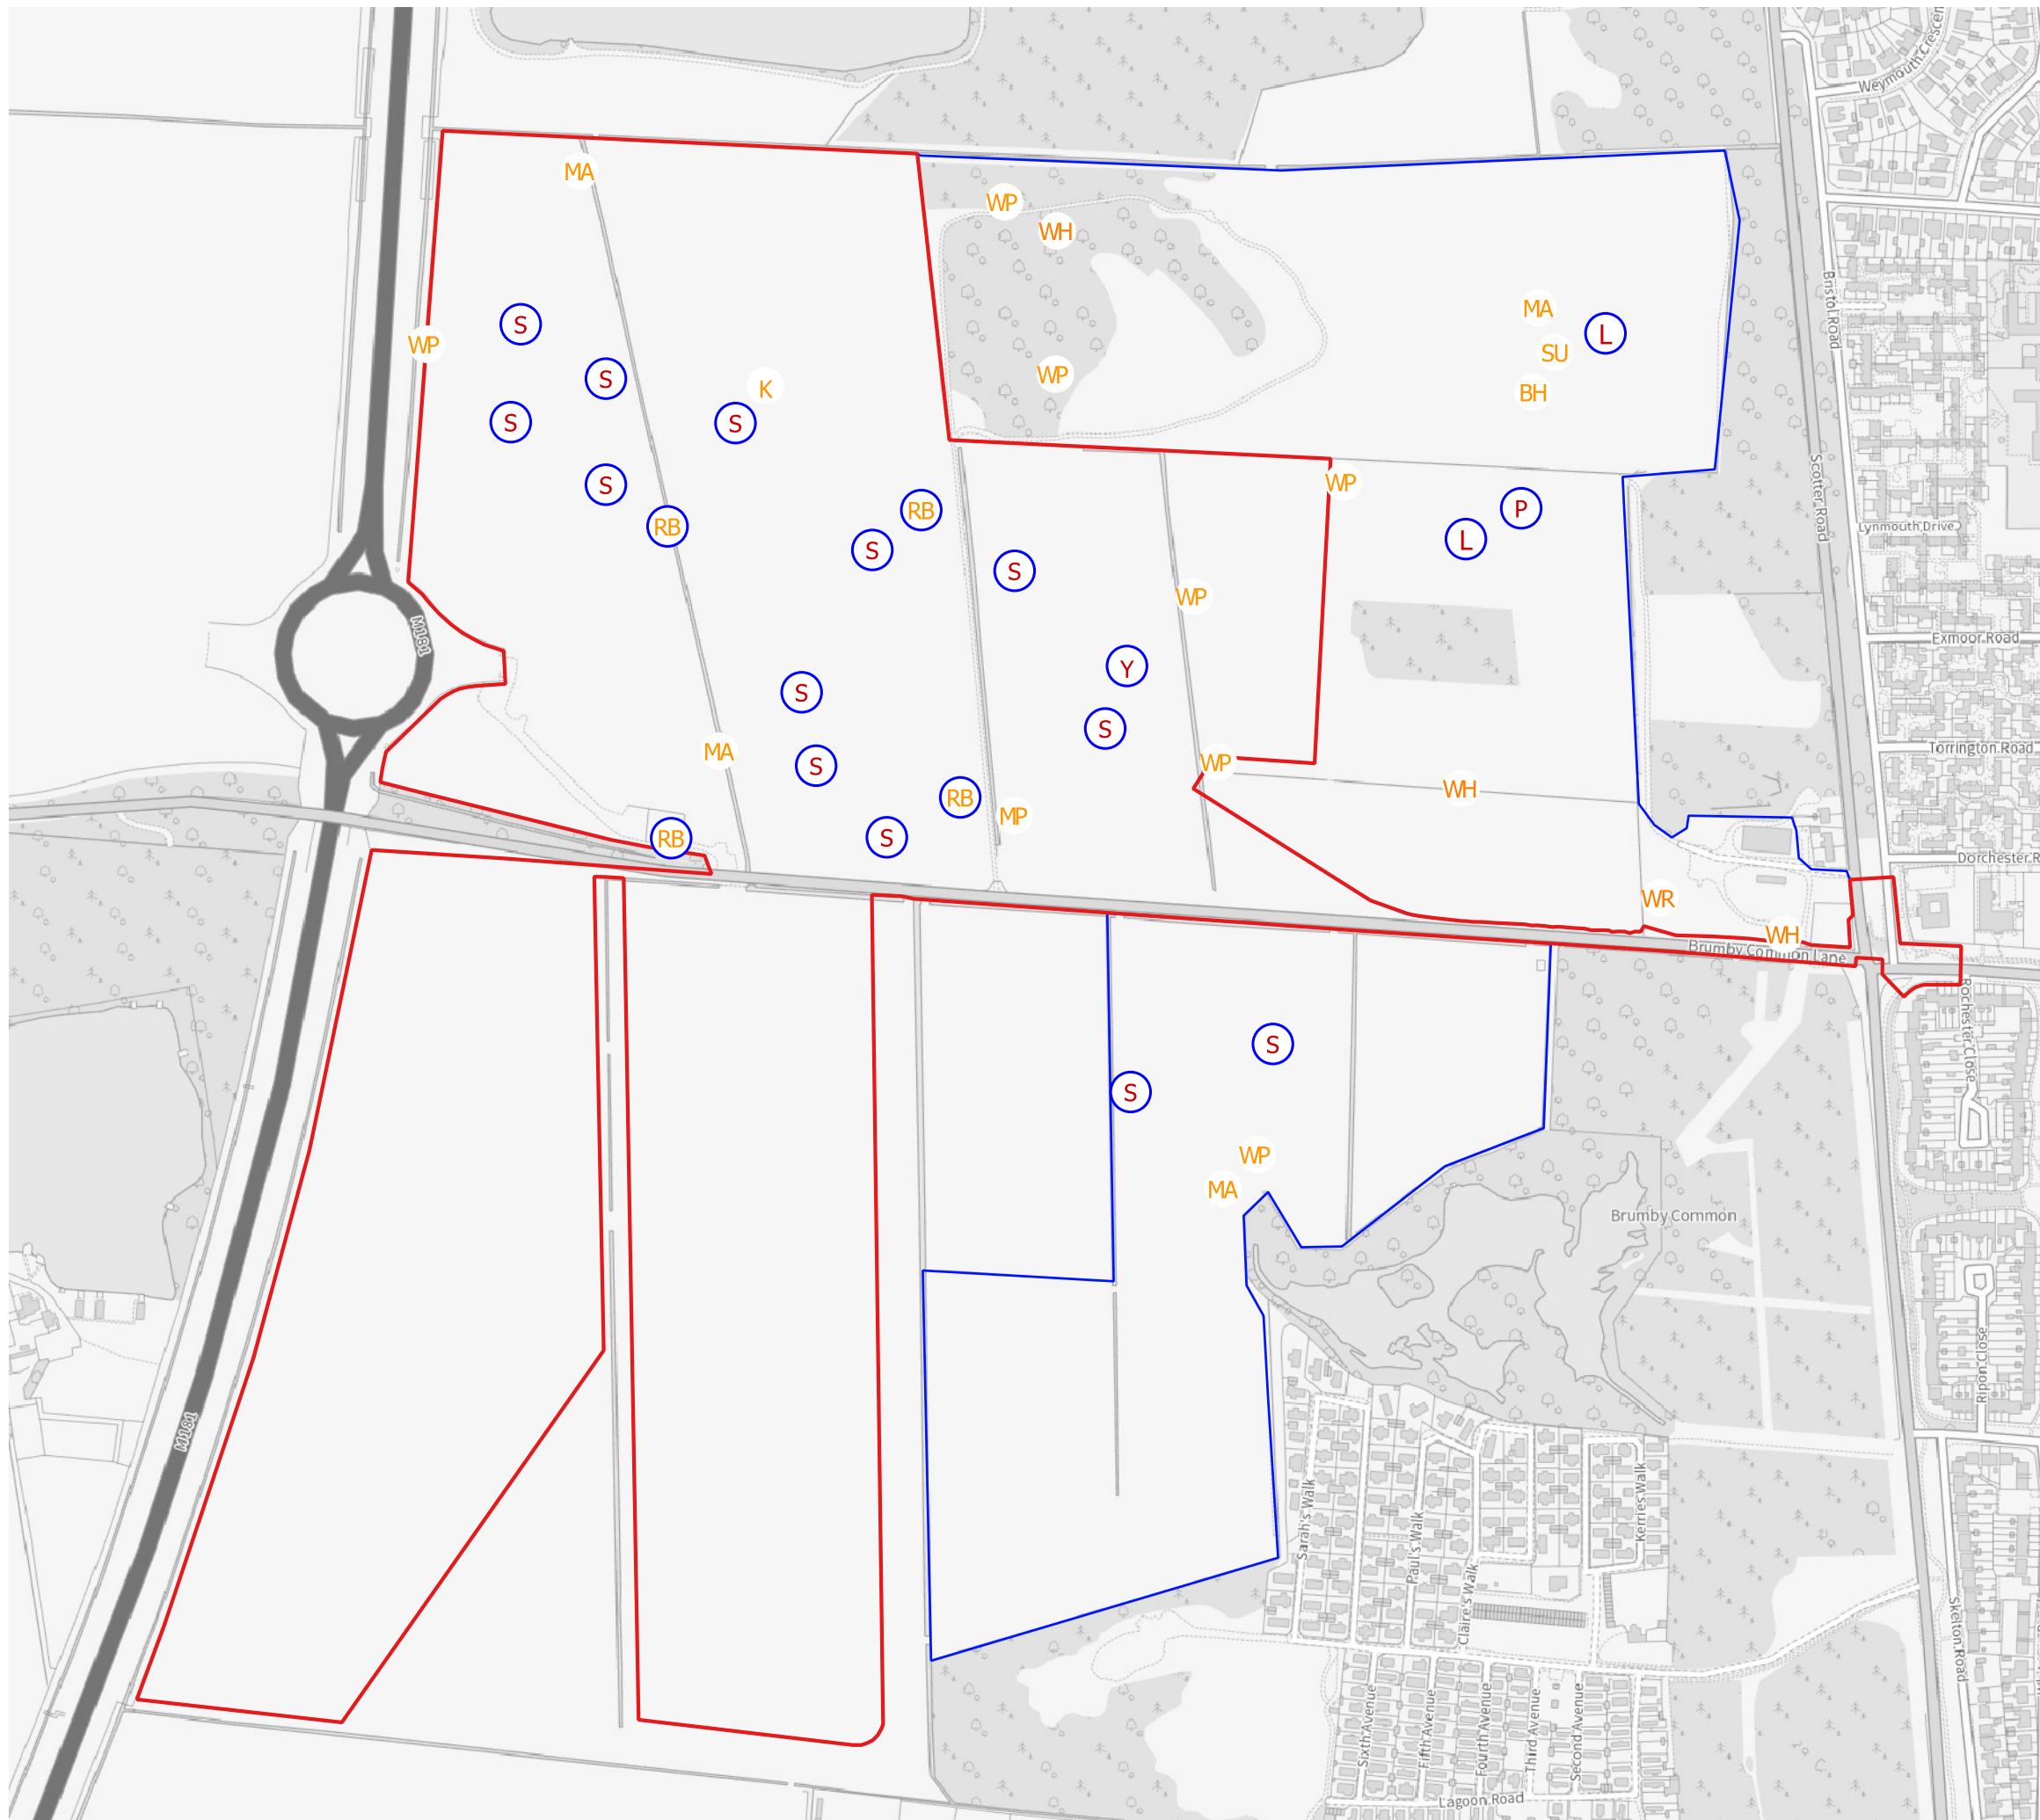 Weymouth Crescen
MA
WP
WH
Bristol Road
MA
L
S
WP
SU
S
WP
K
BH
S
S
Scotter Road
S
WP
P
RB
RB
Lynmouth Drive
L
S
S
WP
M181
Exmoor Road
Y
S
S
MA
Torrington Road
WP
S
WH
RB
MP
RB
S
Dorchester R
WR
WH
Brumby Common Lane
Rochester Close
S
S
WP
MA
Brumby Common
Ripon Close
M181
Sarah's Walk
Paul's Walk
Kerries Walk
Claire's Walk
Skelton Road
Sixth Avenue
Fifth Avenue
Fourth Avenue
Third Avenue
Second Avenue
Lagoon Road